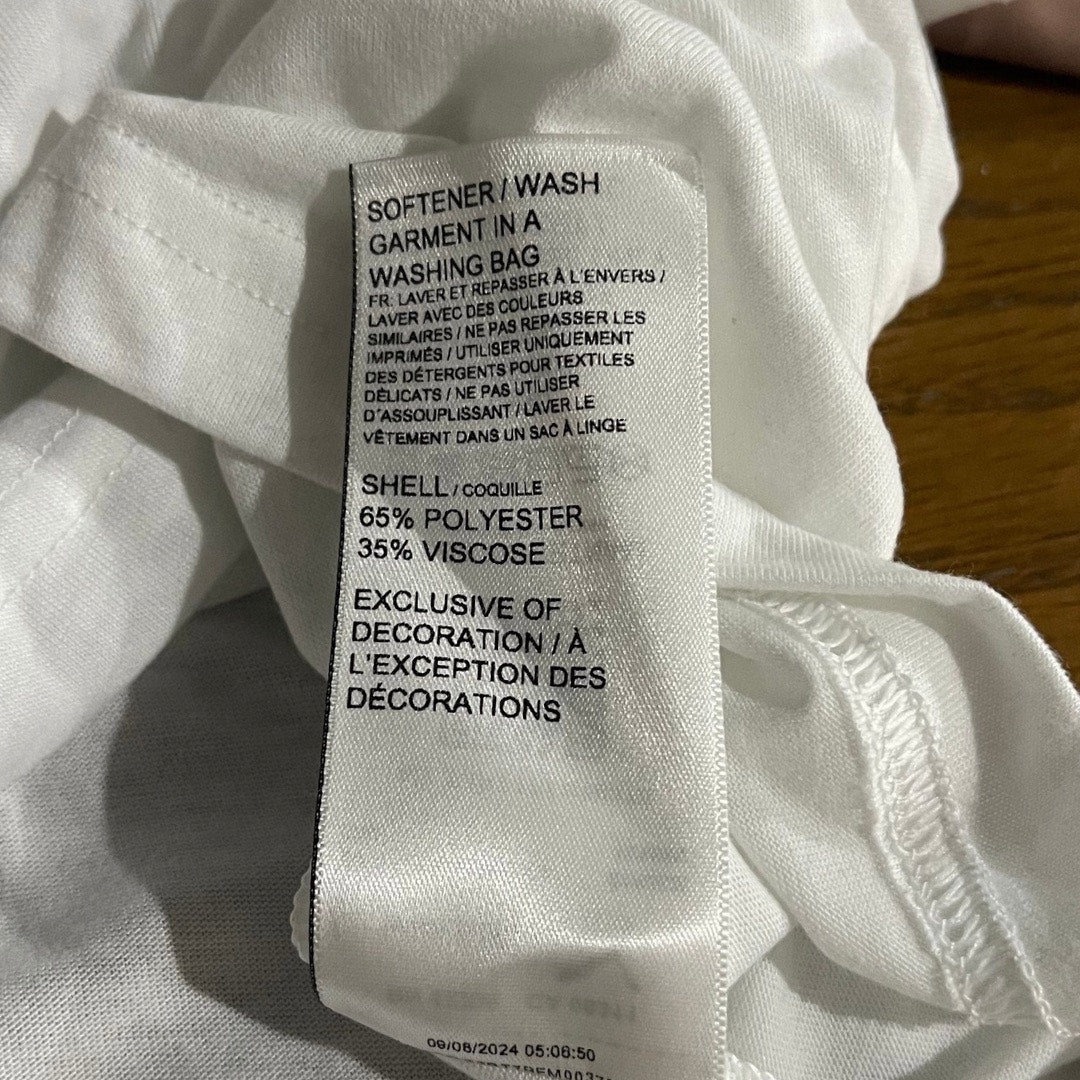 SOFTENER / WASH
GARMENT IN A
WASHING BAG
FR: LAVER ET REPASSER À L'ENVERS /
LAVER AVEC DES COULEURS
SIMILAIRES / NE PAS REPASSER LES
IMPRIMÉS / UTILISER UNIQUEMENT
DES DÉTERGENTS POUR TEXTILES
DÉLICATS / NE PAS UTILISER
D'ASSOUPLISSANT / LAVER LE
VÊTEMENT DANS UN SAC À LINGE
SHELL / COQUILLE
65% POLYESTER
35% VISCOSE
EXCLUSIVE OF
DECORATION / À
L'EXCEPTION DES
DÉCORATIONS
09/08/2024 05:06:50